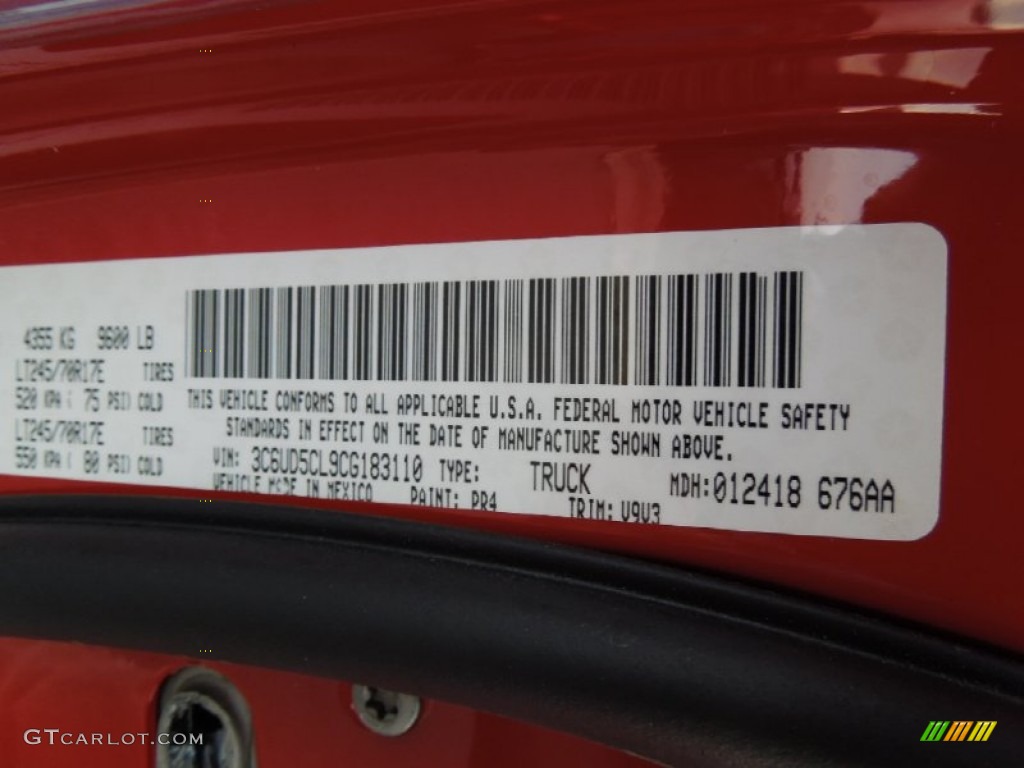 4355 KG 9600 LB
LT245/70R17E TIRES
520 KPA ( 75 PSI) COLD
LT245/70R17E TIRES
550 KPA ( 80 PSI) COLD
THIS VEHICLE CONFORMS TO ALL APPLICABLE U.S.A. FEDERAL MOTOR VEHICLE SAFETY
STANDARDS IN EFFECT ON THE DATE OF MANUFACTURE SHOWN ABOVE.
VIN: 3C6UD5CL9CG183110 TYPE: TRUCK MDH:012418 676AA
VEHICLE MADE IN MEXICO PAINT: PR4 TRIM: V9V3
GTCARLOT.COM